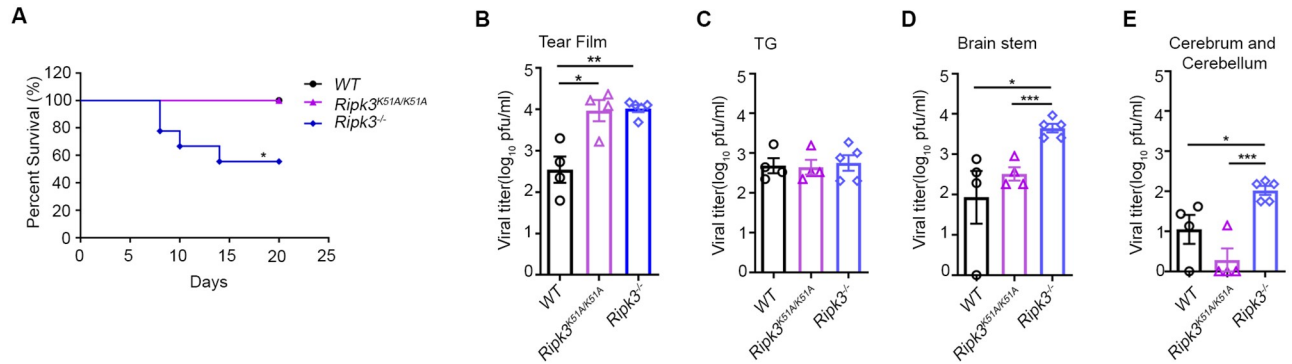 A
Percent Survival (%)
120
100
80
60
40
20
0
0 5 10 15 20 25
Days
*
WT
Ripk3K51A/K51A
Ripk3-/-
B
Tear Film
**
*
Viral titer(log10 pfu/ml)
5
4
3
2
1
0
WT
Ripk3K51A/K51A
Ripk3-/-
C
TG
Viral titer(log10 pfu/ml)
5
4
3
2
1
0
WT
Ripk3K51A/K51A
Ripk3-/-
D
Brain stem
*
***
Viral titer(log10 pfu/ml)
5
4
3
2
1
0
WT
Ripk3K51A/K51A
Ripk3-/-
E
Cerebrum and
Cerebellum
*
***
Viral titer(log10 pfu/ml)
5
4
3
2
1
0
WT
Ripk3K51A/K51A
Ripk3-/-